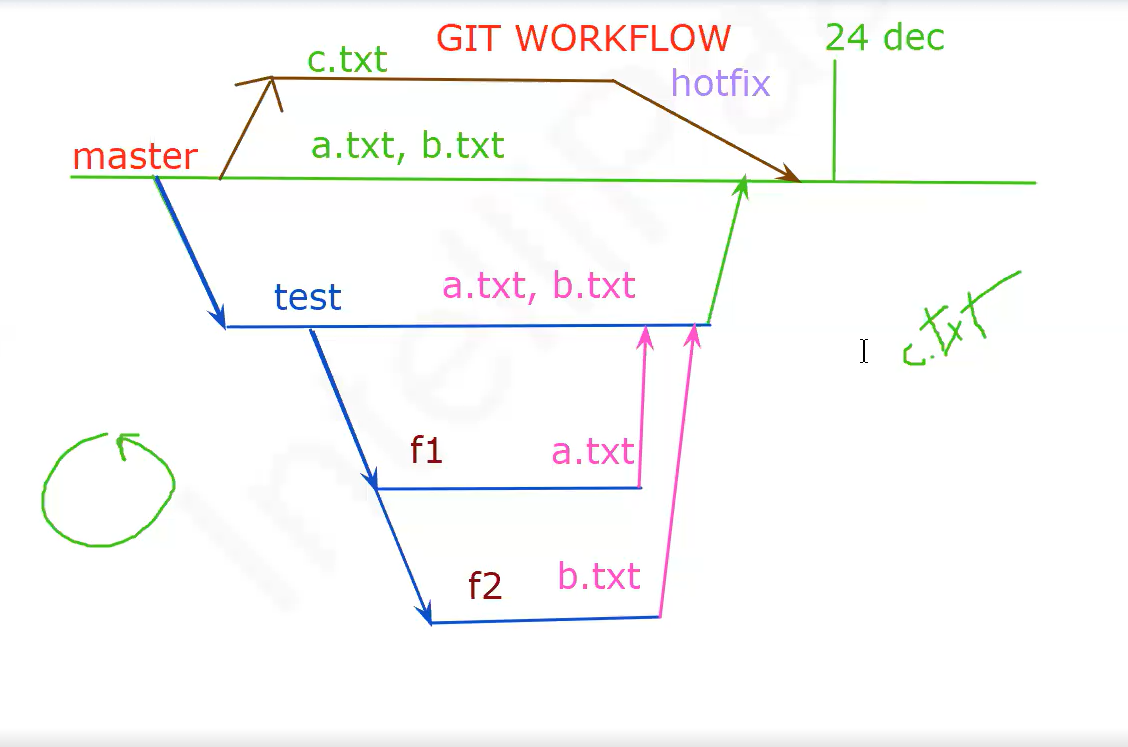 GIT WORKFLOW
24 dec
c.txt
hotfix
a.txt, b.txt
master
test
a.txt, b.txt
c.txt
f1
a.txt
f2
b.txt